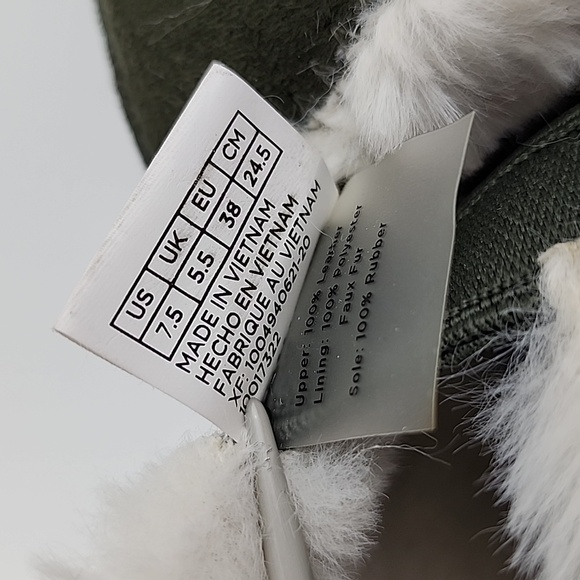 US UK EU CM
7.5 5.5 38 24.5
MADE IN VIETNAM
HECHO EN VIETNAM
FABRIQUE AU VIETNAM
XF: 1004940621-20
10017322
Upper: 100% Leather
Lining: 100% Polyester
Faux Fur
Sole: 100% Rubber